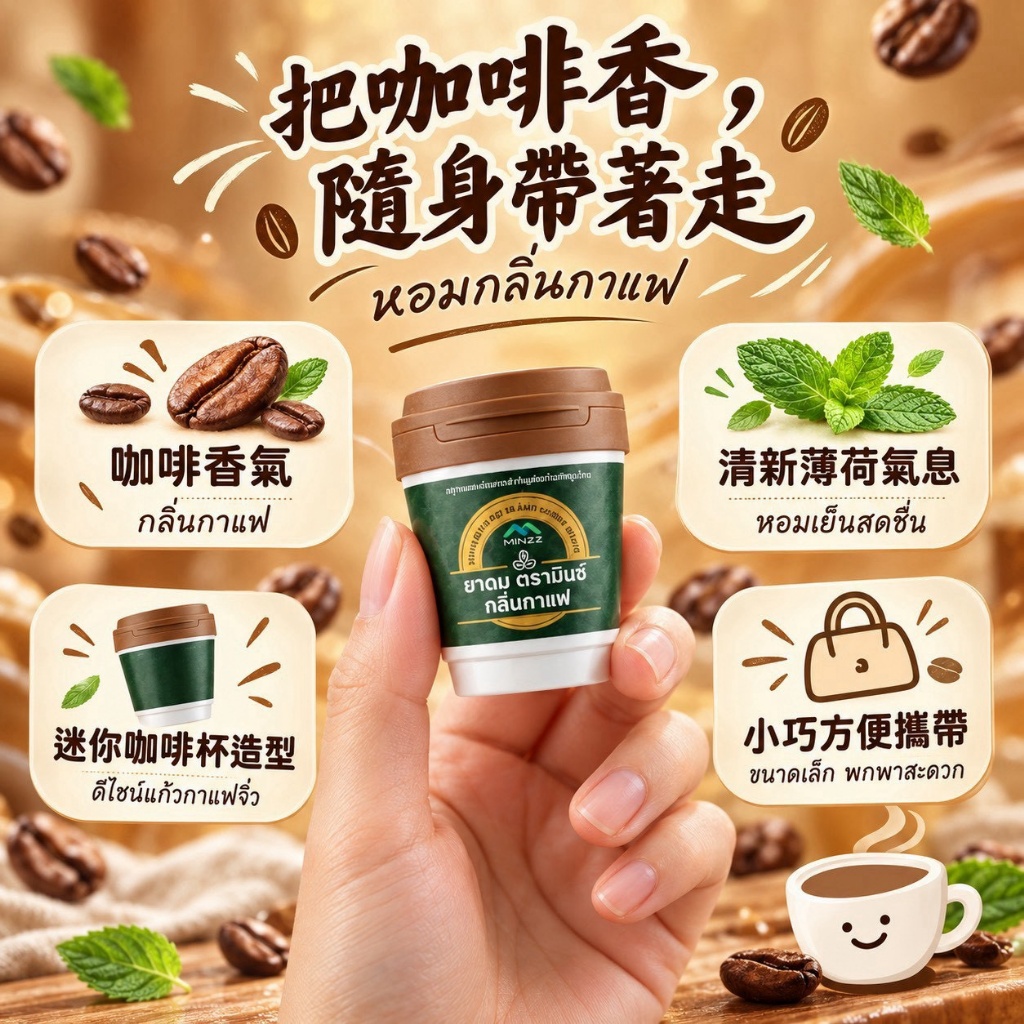 把咖啡香，
隨身帶著走
หอมกลิ่นกาแฟ
咖啡香氣
กลิ่นกาแฟ
清新薄荷氣息
หอมเย็นสดชื่น
MINZZ
ยาดม ตรามินซ์
กลิ่นกาแฟ
迷你咖啡杯造型
ดีไซน์แก้วกาแฟจิ๋ว
小巧方便攜帶
ขนาดเล็ก พกพาสะดวก